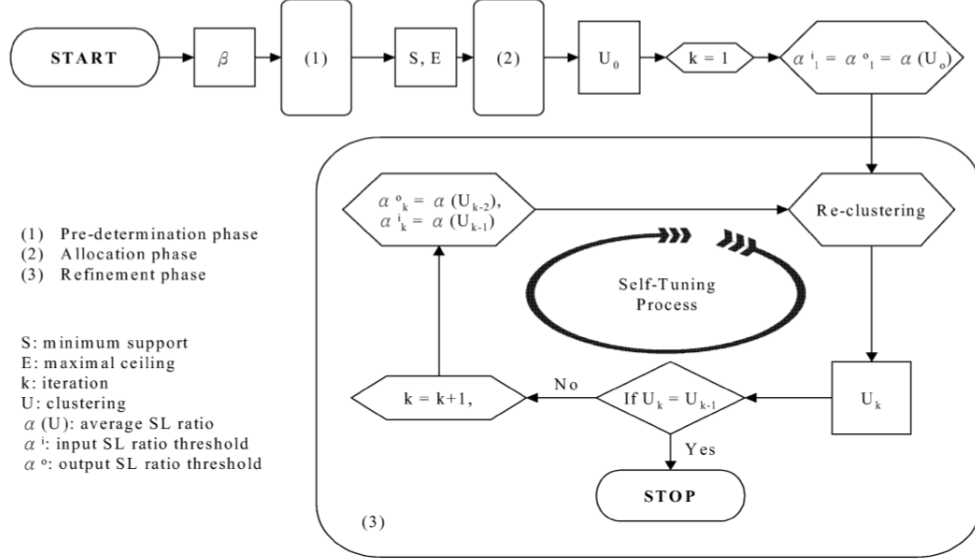 START
β
(1)
S, E
(2)
U₀
k = 1
α ⁱ₁ = α ᵒ₁ = α (Uₒ)
α ᵒₖ = α (Uₖ₋₂),
α ⁱₖ = α (Uₖ₋₁)
Re-clustering
(1) Pre-determination phase
(2) Allocation phase
(3) Refinement phase
Self-Tuning
Process
S: minimum support
E: maximal ceiling
k: iteration
U: clustering
α (U): average SL ratio
α ⁱ: input SL ratio threshold
α ᵒ: output SL ratio threshold
k = k+1,
No
If Uₖ = Uₖ₋₁
Uₖ
Yes
STOP
(3)